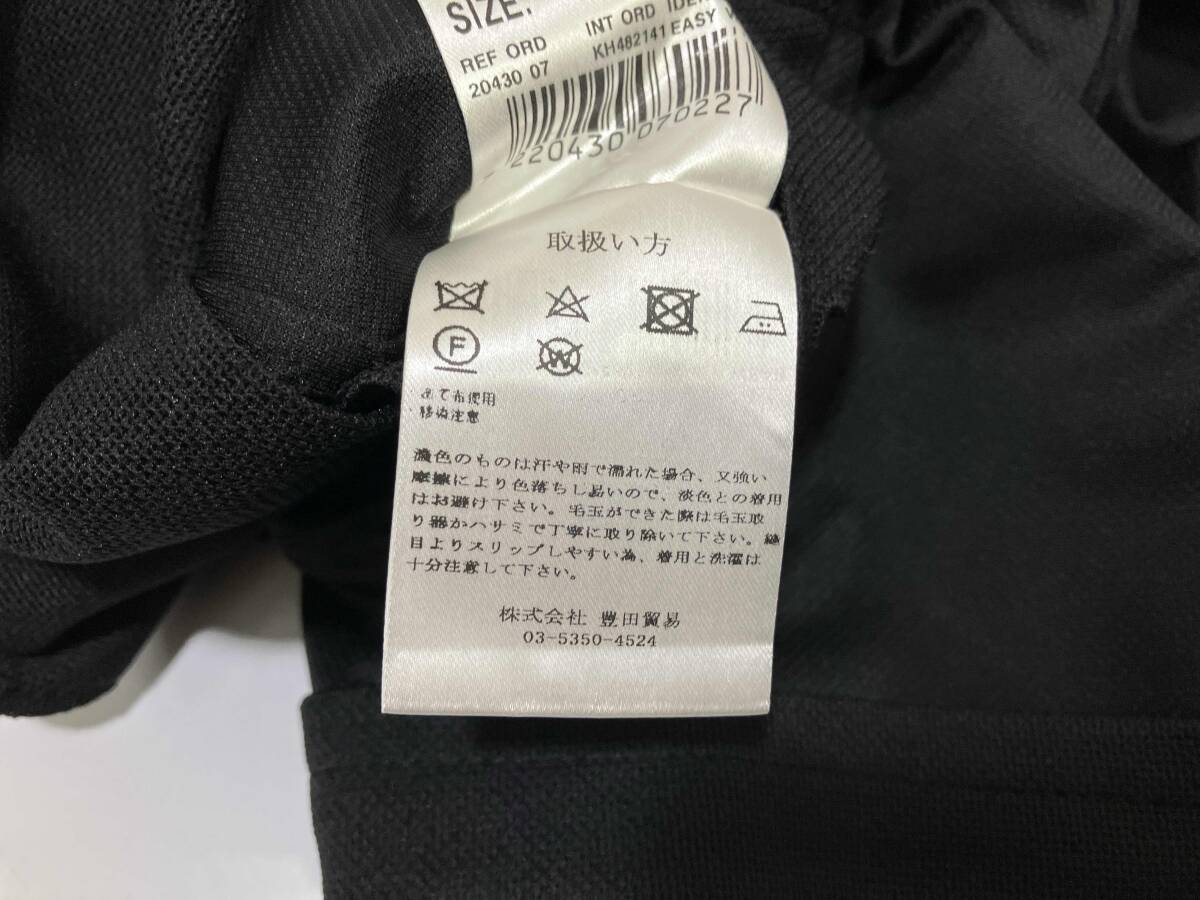 SIZE:
REF ORD
INT ORD
20430 07
KH482141 EASY
220430 070227
取扱い方
F
W
あて布使用
移染注意
濃色のものは汗や雨で濡れた場合、又強い
摩擦により色落ちし易いので、淡色との着用
はお避け下さい。毛玉ができた際は毛玉取
り器かハサミで丁寧に取り除いて下さい。縫
目よりスリップしやすい為、着用と洗濯は
十分注意して下さい。
株式会社 豊田貿易
03-5350-4524